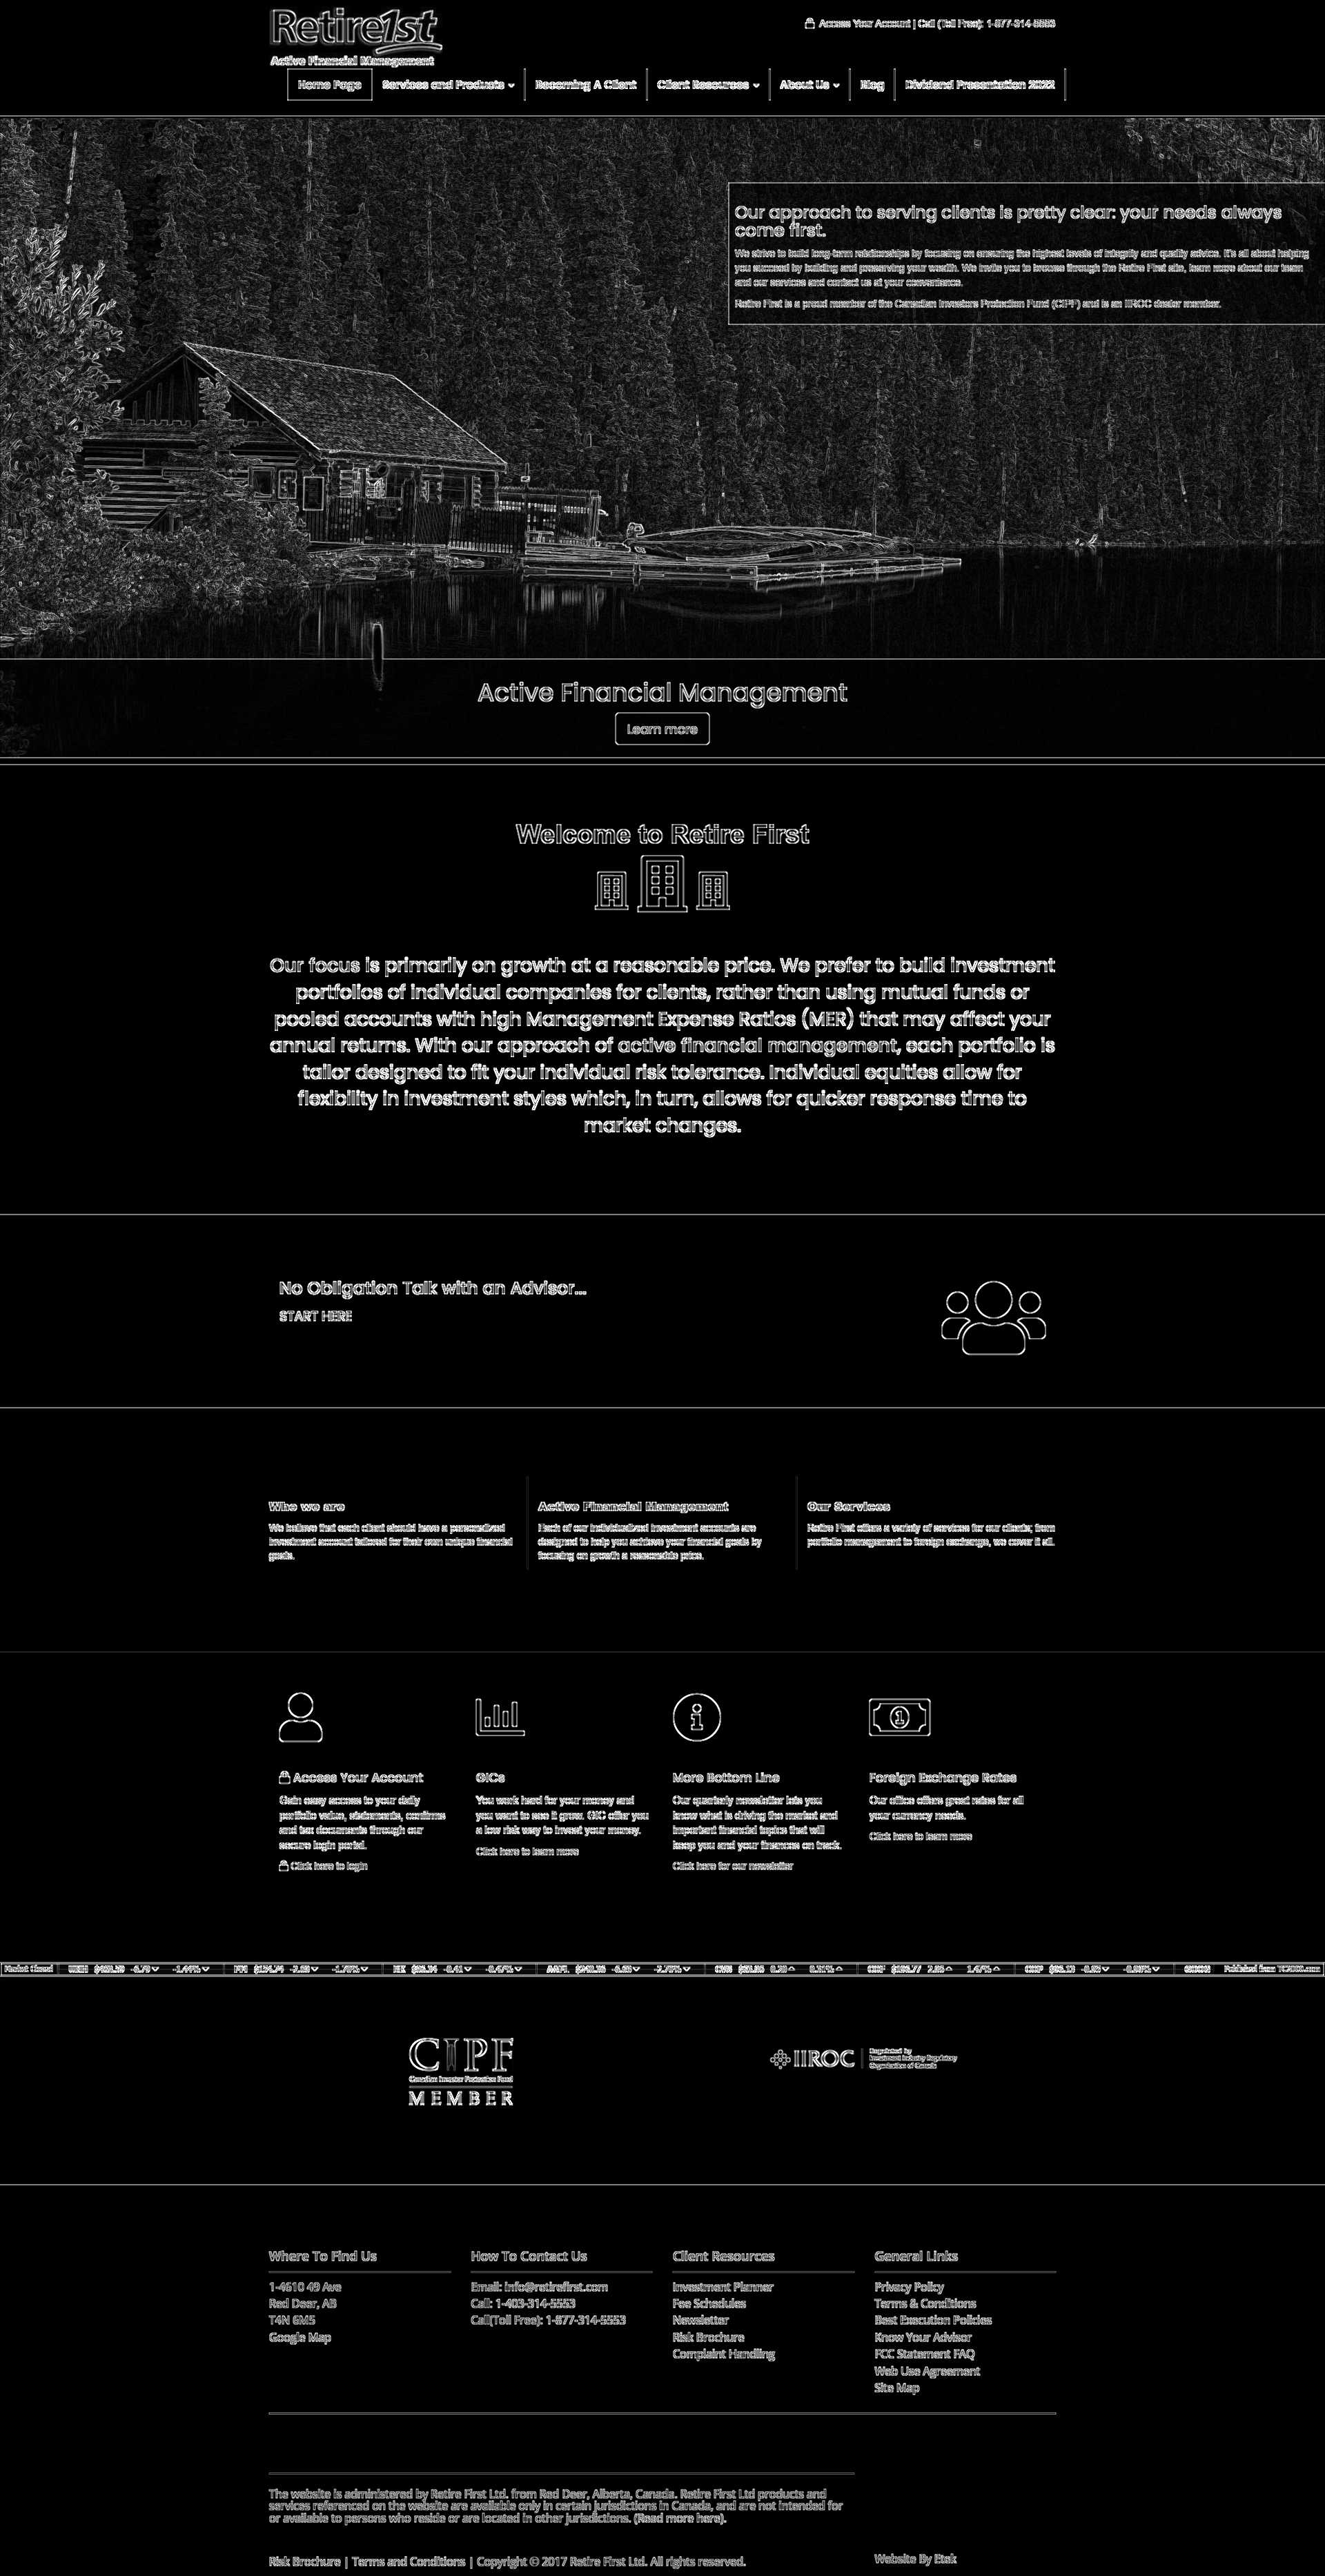 Retire1st
Active Financial Management
Access Your Account | Call (Toll Free): 1-877-314-5553
Home Page
Services and Products
Becoming A Client
Client Resources
About Us
Blog
Dividend Presentation 2022
Our approach to serving clients is pretty clear: your needs always
come first.
We strive to build long-term relationships by focusing on ensuring the highest levels of integrity and quality advice. It's all about helping
you succeed by building and preserving your wealth. We invite you to browse through the Retire First site, learn more about our team
and our services and contact us at your convenience.
Retire First is a proud member of the Canadian Investors Protection Fund (CIPF) and is an IIROC dealer member.
Active Financial Management
Learn more
Welcome to Retire First
Our focus is primarily on growth at a reasonable price. We prefer to build investment
portfolios of individual companies for clients, rather than using mutual funds or
pooled accounts with high Management Expense Ratios (MER) that may affect your
annual returns. With our approach of active financial management, each portfolio is
tailor designed to fit your individual risk tolerance. Individual equities allow for
flexibility in investment styles which, in turn, allows for quicker response time to
market changes.
No Obligation Talk with an Advisor...
START HERE
Who we are
We believe that each client should have a personalized
investment account tailored for their own unique financial
goals.
Active Financial Management
Each of our individualized investment accounts are
designed to help you achieve your financial goals by
focusing on growth a reasonable price.
Our Services
Retire First offers a variety of services for our clients; from
portfolio management to foreign exchange, we cover it all.
Access Your Account
Gain easy access to your daily
portfolio value, statements, confirms
and tax documents through our
secure login portal.
Click here to login
GICs
You work hard for your money and
you want to see it grow. GIC offer you
a low risk way to invest your money.
Click here to learn more
More Bottom Line
Our quarterly newsletter lets you
know what is driving the market and
important financial topics that will
keep you and your finances on track.
Click here for our newsletter
Foreign Exchange Rates
Our office offers great rates for all
your currency needs.
Click here to learn more
Market Closed
Published from TC2000.com
CIPF
Canadian Investor Protection Fund
MEMBER
IIROC
Regulated by
Investment Industry Regulatory
Organization of Canada
Where To Find Us
1-4610 49 Ave
Red Deer, AB
T4N 6M5
Google Map
How To Contact Us
Email: info@retirefirst.com
Call: 1-403-314-5553
Call(Toll Free): 1-877-314-5553
Client Resources
Investment Planner
Fee Schedules
Newsletter
Risk Brochure
Complaint Handling
General Links
Privacy Policy
Terms & Conditions
Best Execution Policies
Know Your Advisor
FCC Statement FAQ
Web Use Agreement
Site Map
The website is administered by Retire First Ltd. from Red Deer, Alberta, Canada. Retire First Ltd products and
services referenced on the website are available only in certain jurisdictions in Canada, and are not intended for
or available to persons who reside or are located in other jurisdictions. (Read more here).
Risk Brochure | Terms and Conditions | Copyright © 2017 Retire First Ltd. All rights reserved.
Website By Etek